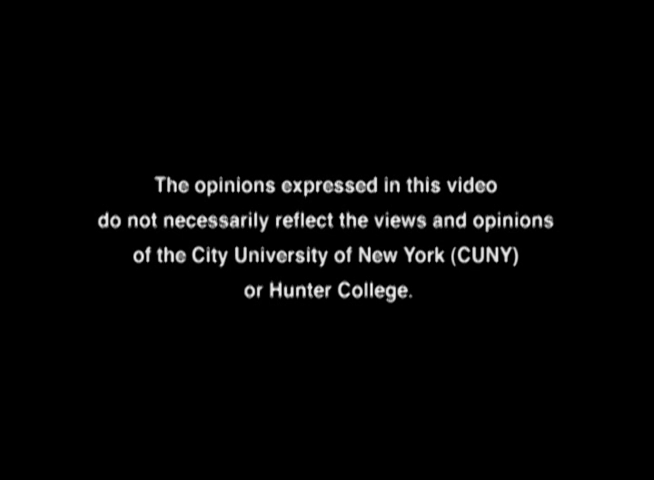 The opinions expressed in this video
do not necessarily reflect the views and opinions
of the City University of New York (CUNY)
or Hunter College.